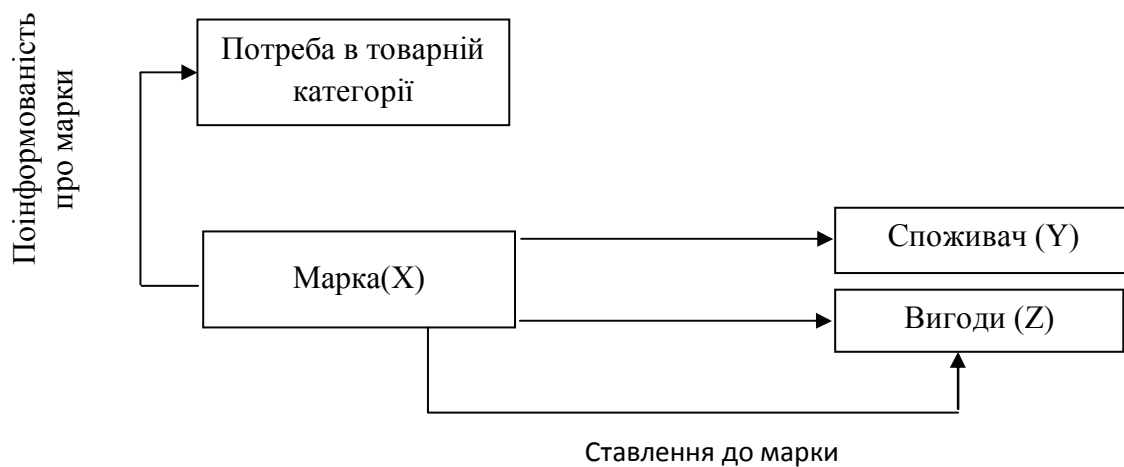 Поінформованість
про марки
Потреба в товарній
категорії
Марка(X)
Споживач (Y)
Вигоди (Z)
Ставлення до марки